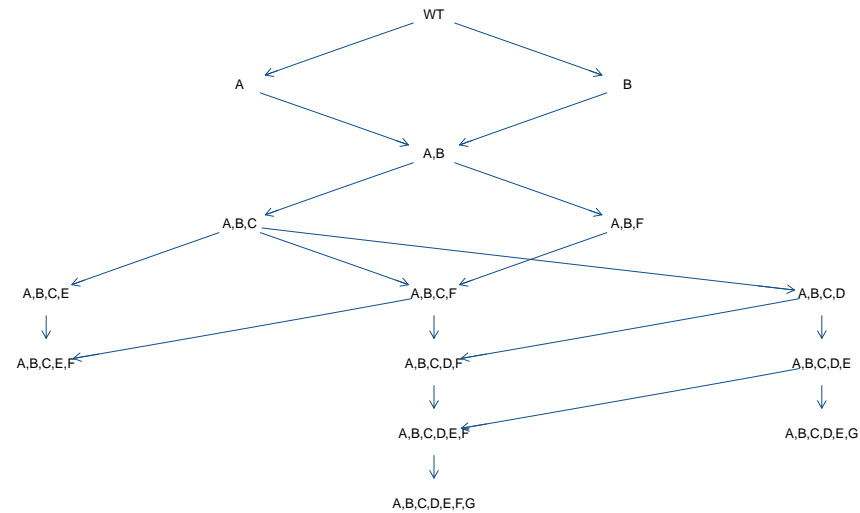 WT
A
B
A,B
A,B,C
A,B,F
A,B,C,E
A,B,C,F
A,B,C,D
A,B,C,E,F
A,B,C,D,F
A,B,C,D,E
A,B,C,D,E,F
A,B,C,D,E,G
A,B,C,D,E,F,G